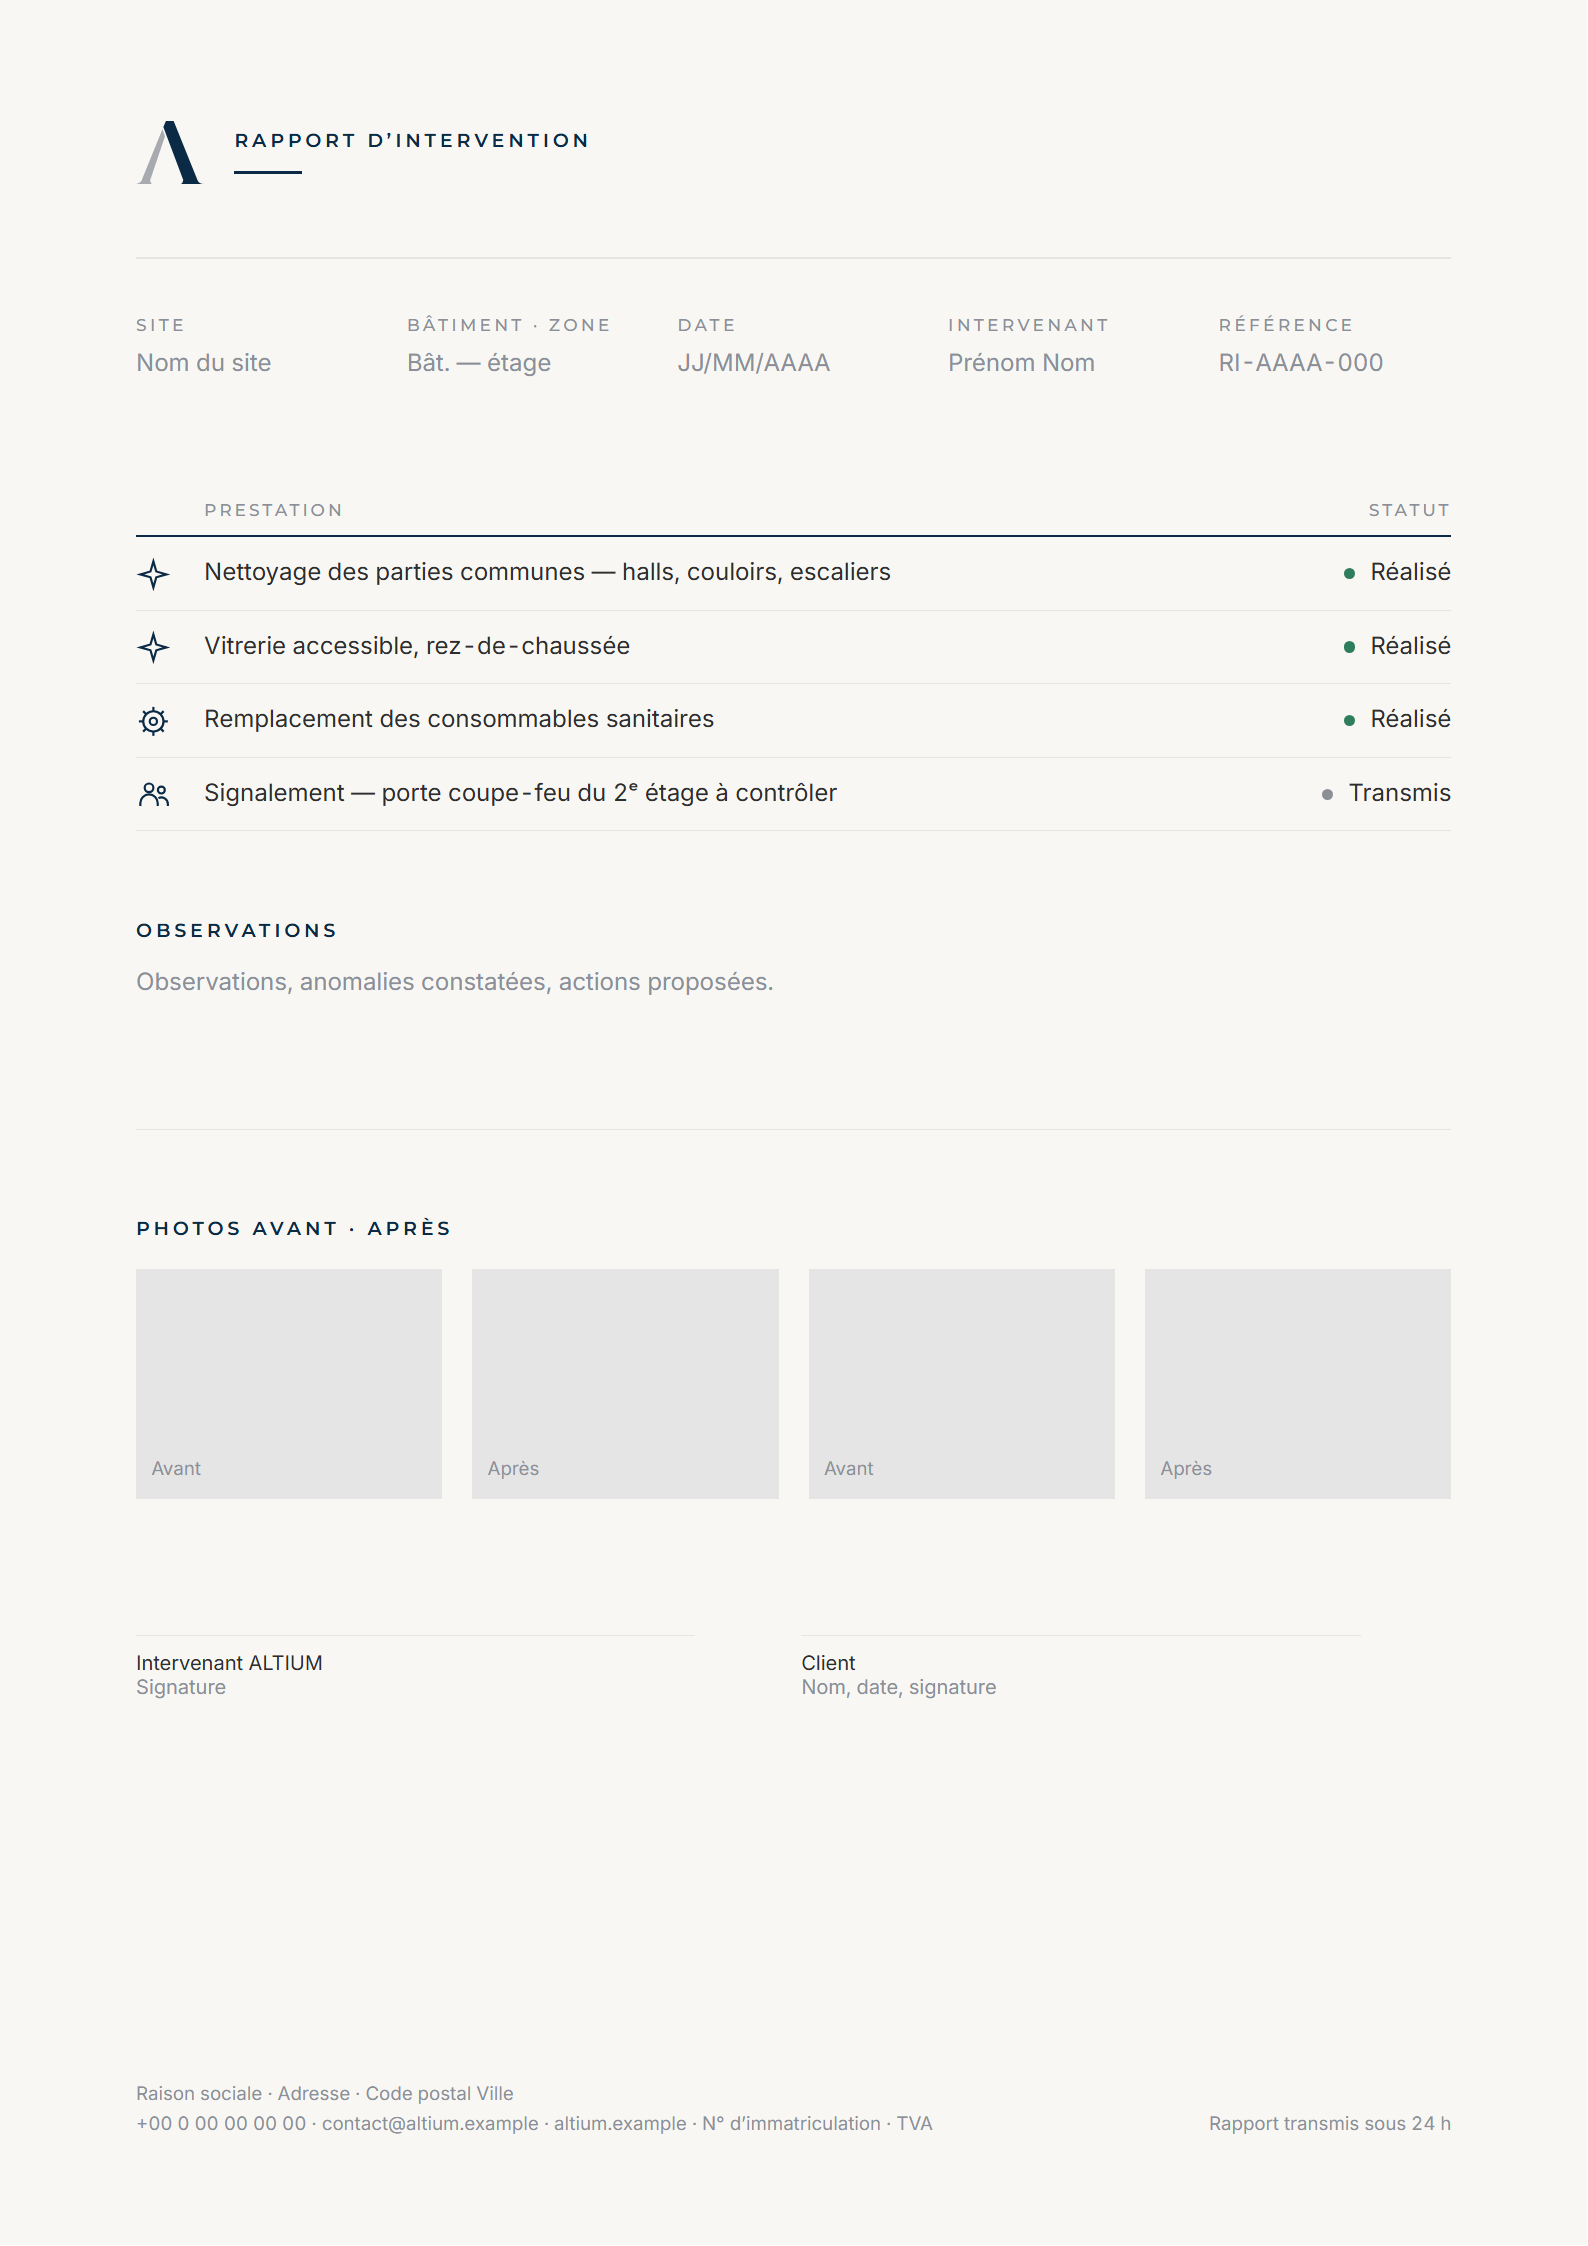 RAPPORT D’INTERVENTION
SITE BÂTIMENT · ZONE DATE INTERVENANT RÉFÉRENCE
Nom du site Bât. — étage JJ/MM/AAAA Prénom Nom RI-AAAA-000
PRESTATION STATUT
Nettoyage des parties communes — halls, couloirs, escaliers Réalisé
Vitrerie accessible, rez-de-chaussée Réalisé
Remplacement des consommables sanitaires Réalisé
Signalement — porte coupe-feu du 2ᵉ étage à contrôler Transmis
OBSERVATIONS
Observations, anomalies constatées, actions proposées.
PHOTOS AVANT · APRÈS
Avant Après Avant Après
Intervenant ALTIUM Client
Signature Nom, date, signature
Raison sociale · Adresse · Code postal Ville
+00 0 00 00 00 00 · contact@altium.example · altium.example · N° d’immatriculation · TVA Rapport transmis sous 24 h